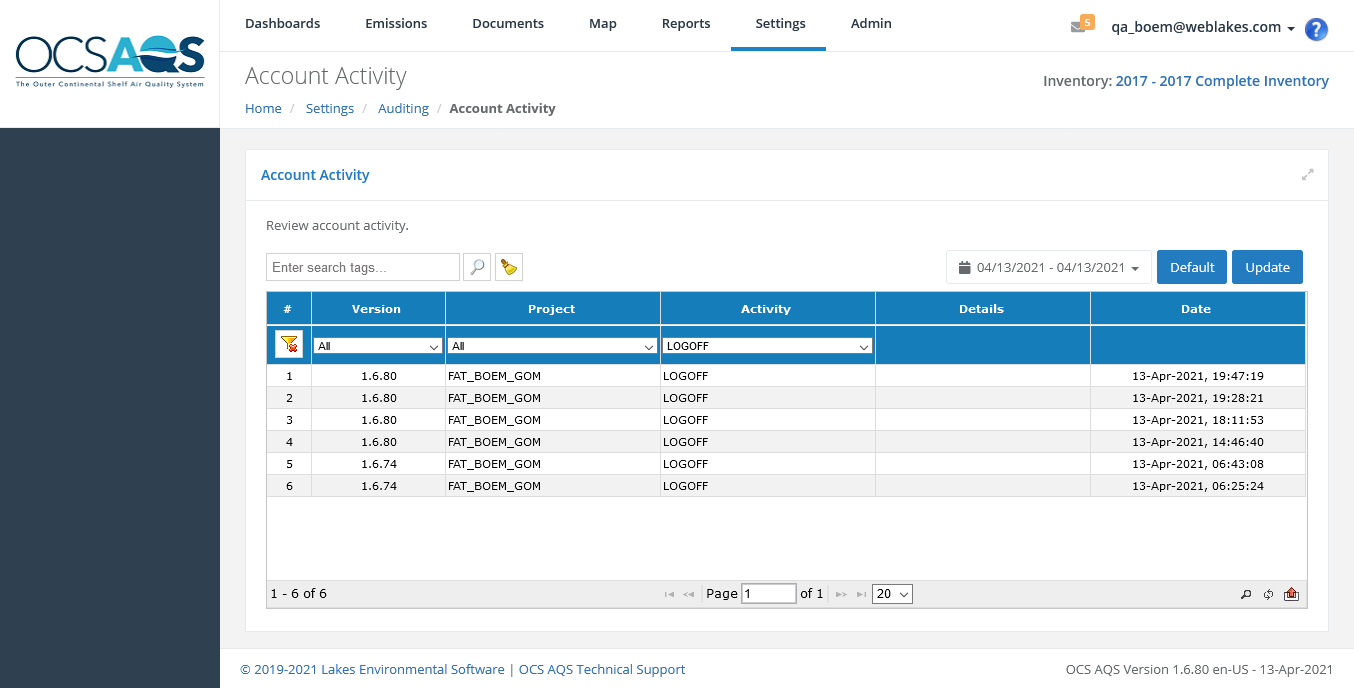 OCSAQS
The Outer Continental Shelf Air Quality System
Dashboards Emissions Documents Map Reports Settings Admin
5 qa_boem@weblakes.com ?
Account Activity
Inventory: 2017 - 2017 Complete Inventory
Home / Settings / Auditing / Account Activity
Account Activity
Review account activity.
Enter search tags...
04/13/2021 - 04/13/2021 Default Update
# Version Project Activity Details Date
All All LOGOFF
1 1.6.80 FAT_BOEM_GOM LOGOFF 13-Apr-2021, 19:47:19
2 1.6.80 FAT_BOEM_GOM LOGOFF 13-Apr-2021, 19:28:21
3 1.6.80 FAT_BOEM_GOM LOGOFF 13-Apr-2021, 18:11:53
4 1.6.80 FAT_BOEM_GOM LOGOFF 13-Apr-2021, 14:46:40
5 1.6.74 FAT_BOEM_GOM LOGOFF 13-Apr-2021, 06:43:08
6 1.6.74 FAT_BOEM_GOM LOGOFF 13-Apr-2021, 06:25:24
1 - 6 of 6 Page 1 of 1 20
© 2019-2021 Lakes Environmental Software | OCS AQS Technical Support
OCS AQS Version 1.6.80 en-US - 13-Apr-2021